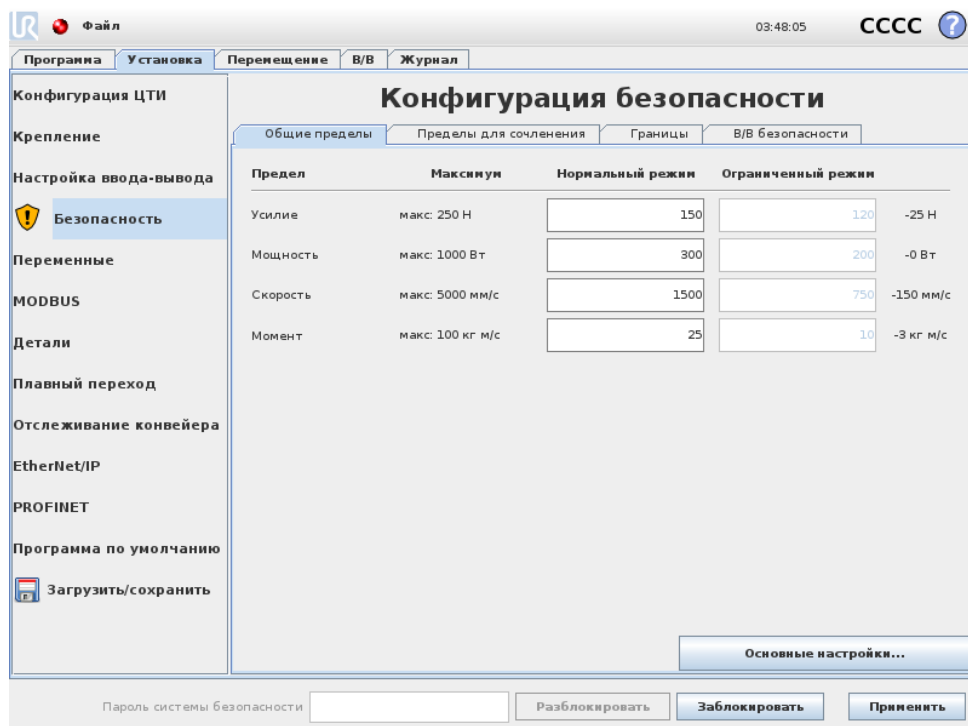 UR Файл 03:48:05 CCCC ?
Программа Установка Перемещение В/В Журнал
Конфигурация ЦТИ
Крепление
Настройка ввода-вывода
Безопасность
Переменные
MODBUS
Детали
Плавный переход
Отслеживание конвейера
EtherNet/IP
PROFINET
Программа по умолчанию
Загрузить/сохранить
Конфигурация безопасности
Общие пределы Пределы для сочленения Границы В/В безопасности
Предел Максимум Нормальный режим Ограниченный режим
Усилие макс: 250 Н 150 120 -25 Н
Мощность макс: 1000 Вт 300 200 -0 Вт
Скорость макс: 5000 мм/с 1500 750 -150 мм/с
Момент макс: 100 кг м/с 25 10 -3 кг м/с
Основные настройки...
Пароль системы безопасности Разблокировать Заблокировать Применить